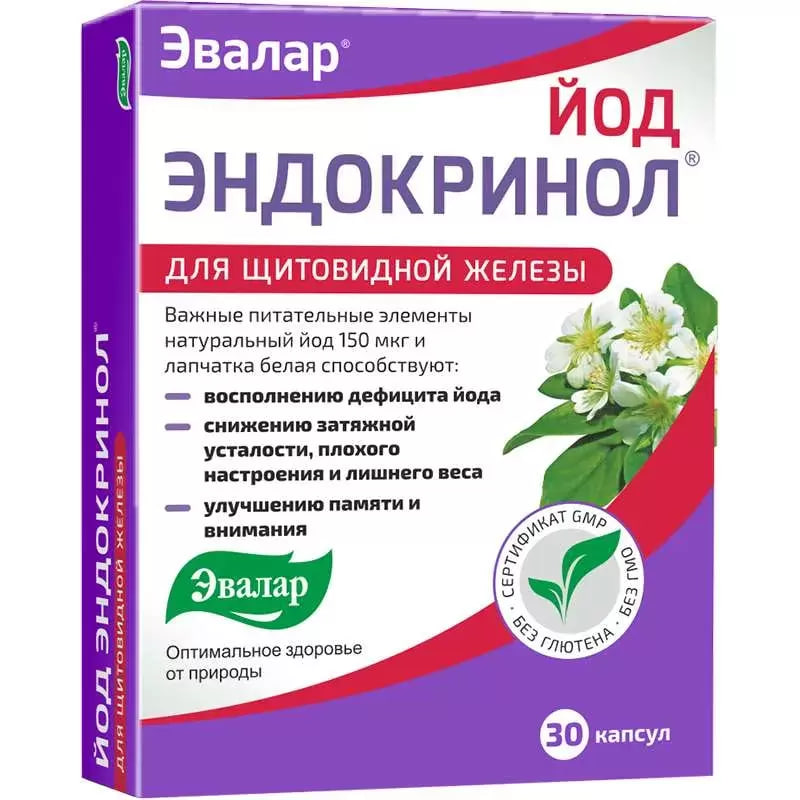 Эвалар®
ЙОД
ЭНДОКРИНОЛ®
ДЛЯ ЩИТОВИДНОЙ ЖЕЛЕЗЫ
Важные питательные элементы
натуральный йод 150 мкг и
лапчатка белая способствуют:
восполнению дефицита йода
снижению затяжной
усталости, плохого
настроения и лишнего веса
улучшению памяти и
внимания
Эвалар
Оптимальное здоровье
от природы
СЕРТИФИКАТ GMP • БЕЗ ГМО • БЕЗ ГЛЮТЕНА •
30 капсул
ЙОД ЭНДОКРИНОЛ®
ДЛЯ ЩИТОВИДНОЙ ЖЕЛЕЗЫ
Эвалар